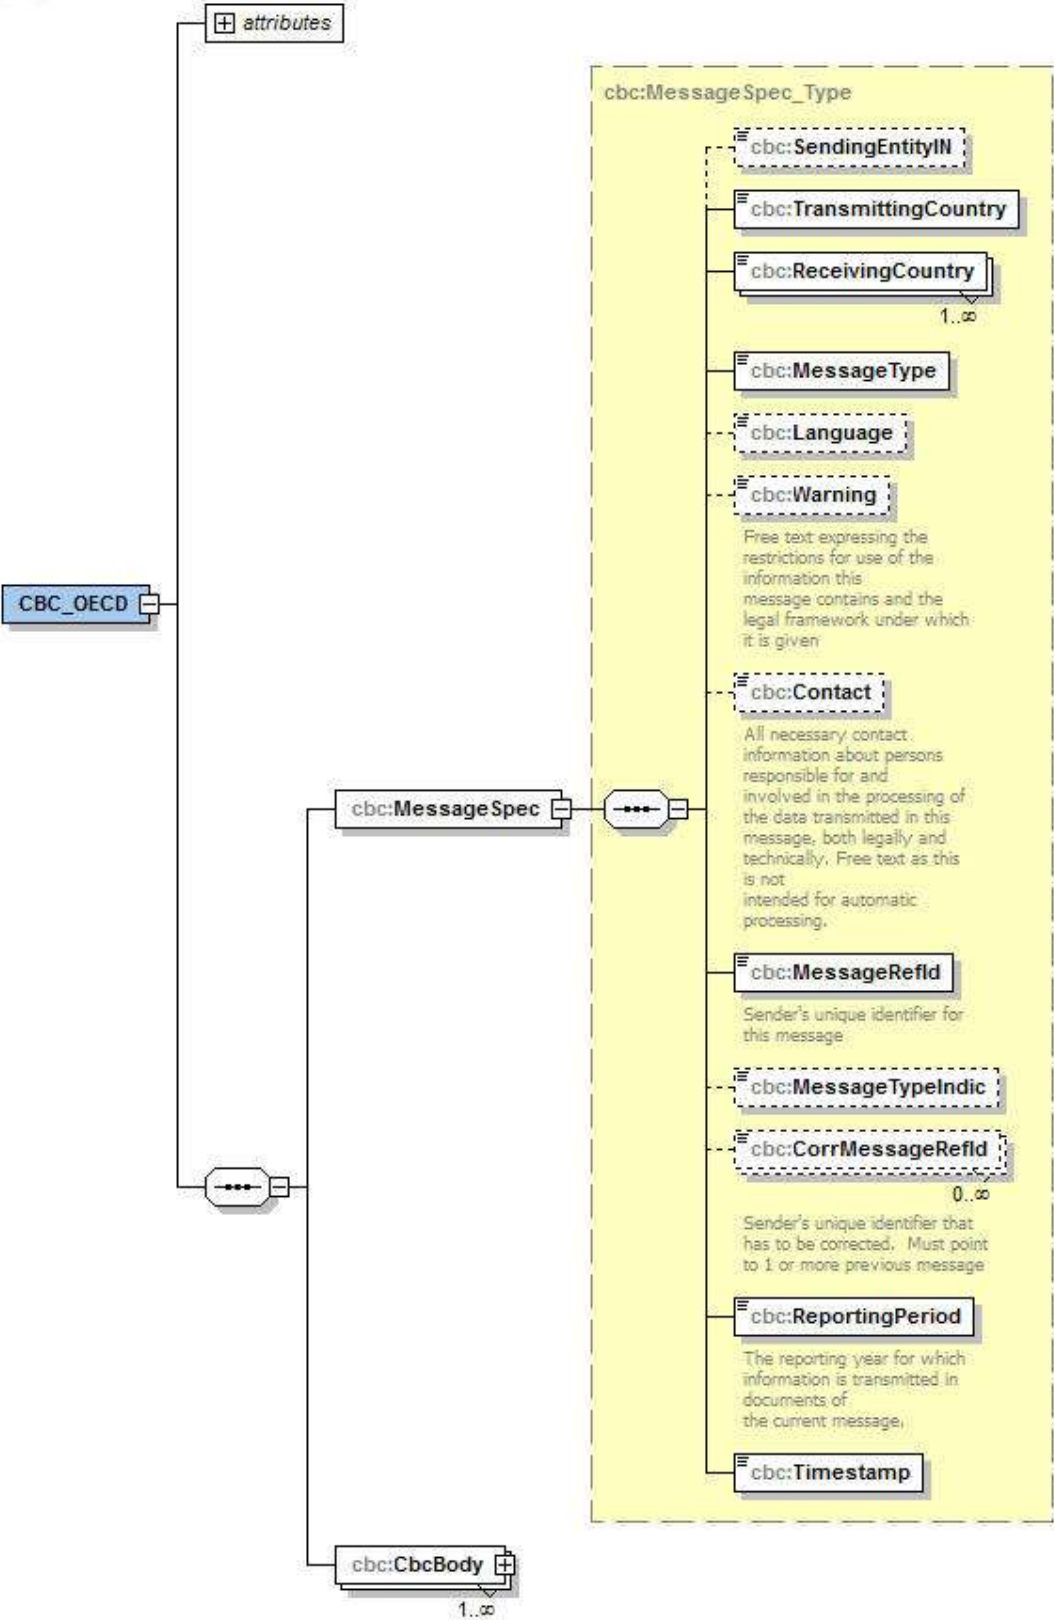 attributes
cbc:MessageSpec_Type
cbc:SendingEntityIN
cbc:TransmittingCountry
cbc:ReceivingCountry
1..∞
cbc:MessageType
cbc:Language
cbc:Warning
Free text expressing the
restrictions for use of the
information this
message contains and the
legal framework under which
it is given
CBC_OECD
cbc:Contact
All necessary contact
information about persons
responsible for and
involved in the processing of
the data transmitted in this
message, both legally and
technically. Free text as this
is not
intended for automatic
processing.
cbc:MessageSpec
cbc:MessageRefId
Sender's unique identifier for
this message
cbc:MessageTypeIndic
cbc:CorrMessageRefId
0..∞
Sender's unique identifier that
has to be corrected.  Must point
to 1 or more previous message
cbc:ReportingPeriod
The reporting year for which
information is transmitted in
documents of
the current message.
cbc:Timestamp
cbc:CbcBody
1..∞